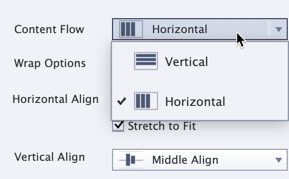 Content Flow Horizontal
Vertical
Wrap Options
Horizontal Align Horizontal
Stretch to Fit
Vertical Align Middle Align